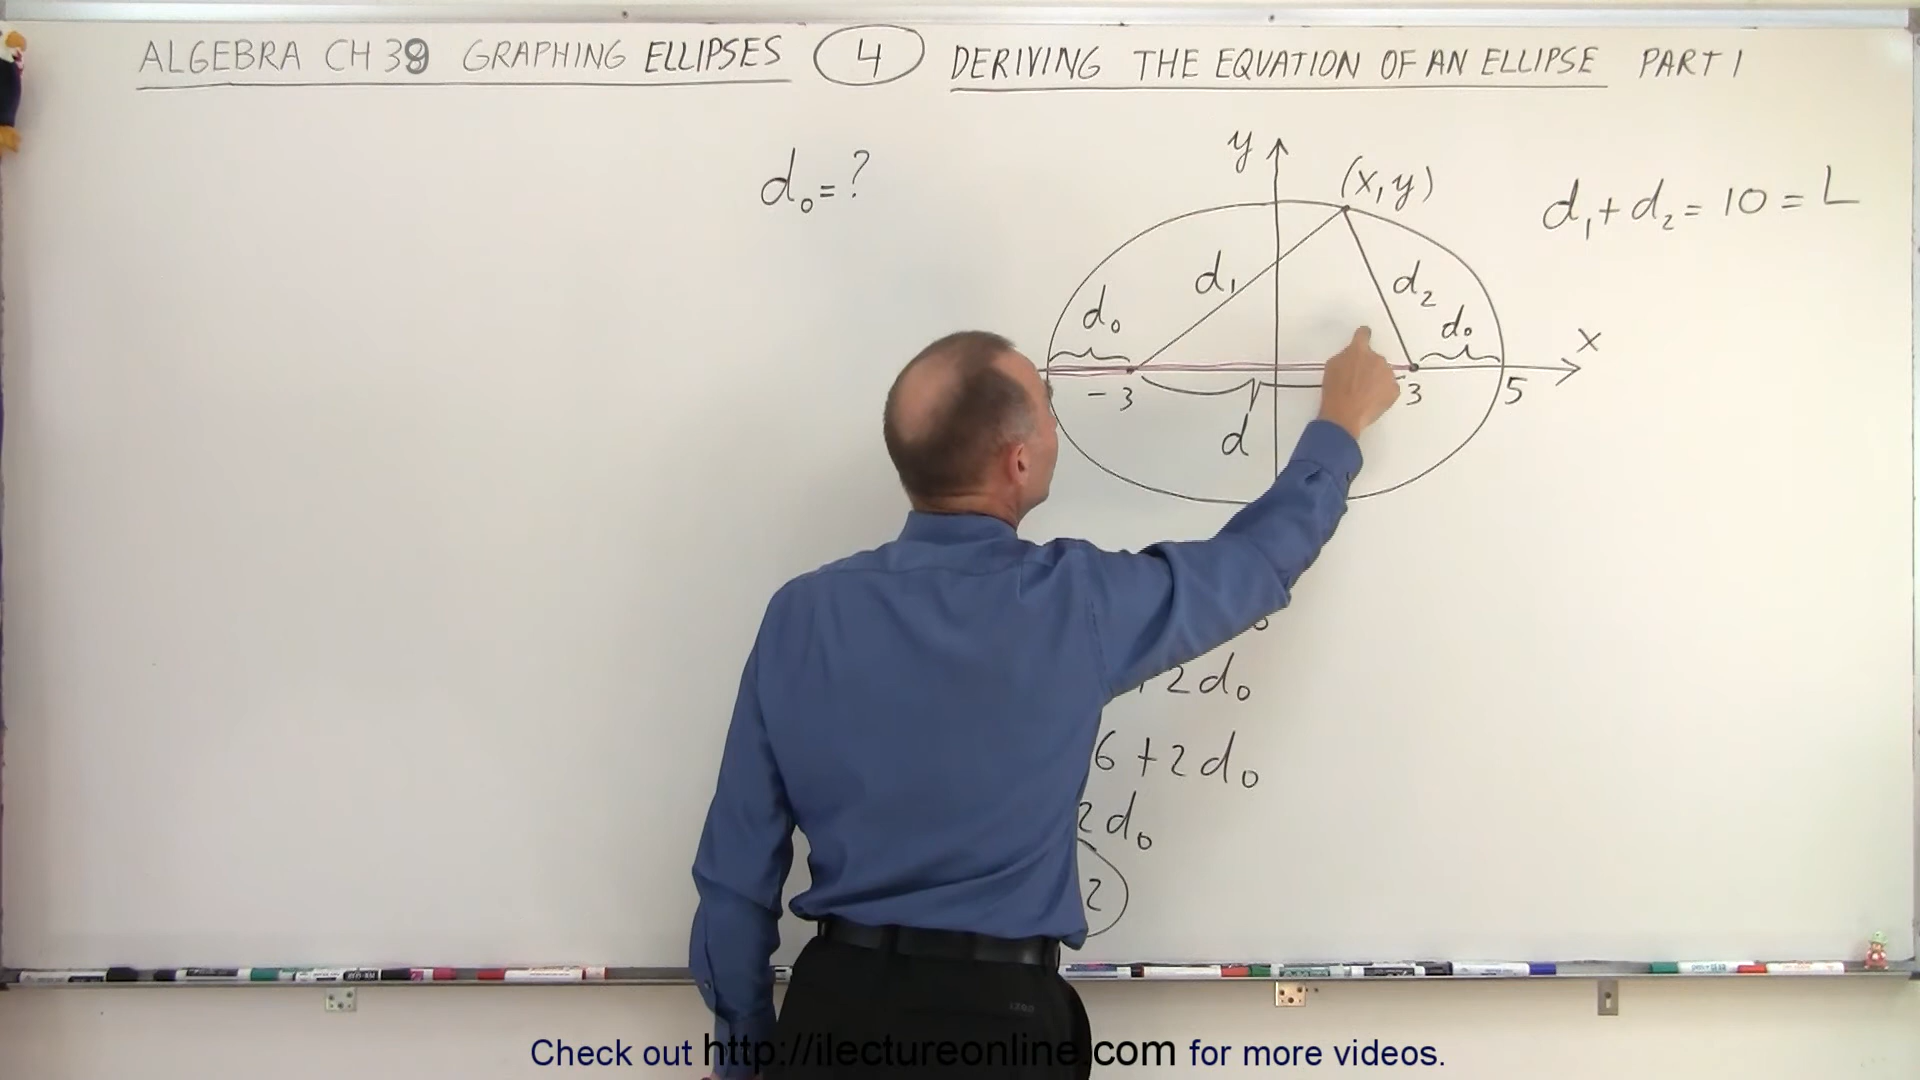 ALGEBRA CH 39 GRAPHING ELLIPSES 4 DERIVING THE EQUATION OF AN ELLIPSE PART 1
d₀ = ?
y
(x, y)
d₁ + d₂ = 10 = L
d₁
d₂
d₀
d₀
x
- 3
3
5
d
2d₀
6 + 2d₀
2d₀
2
Check out http://ilectureonline.com for more videos.